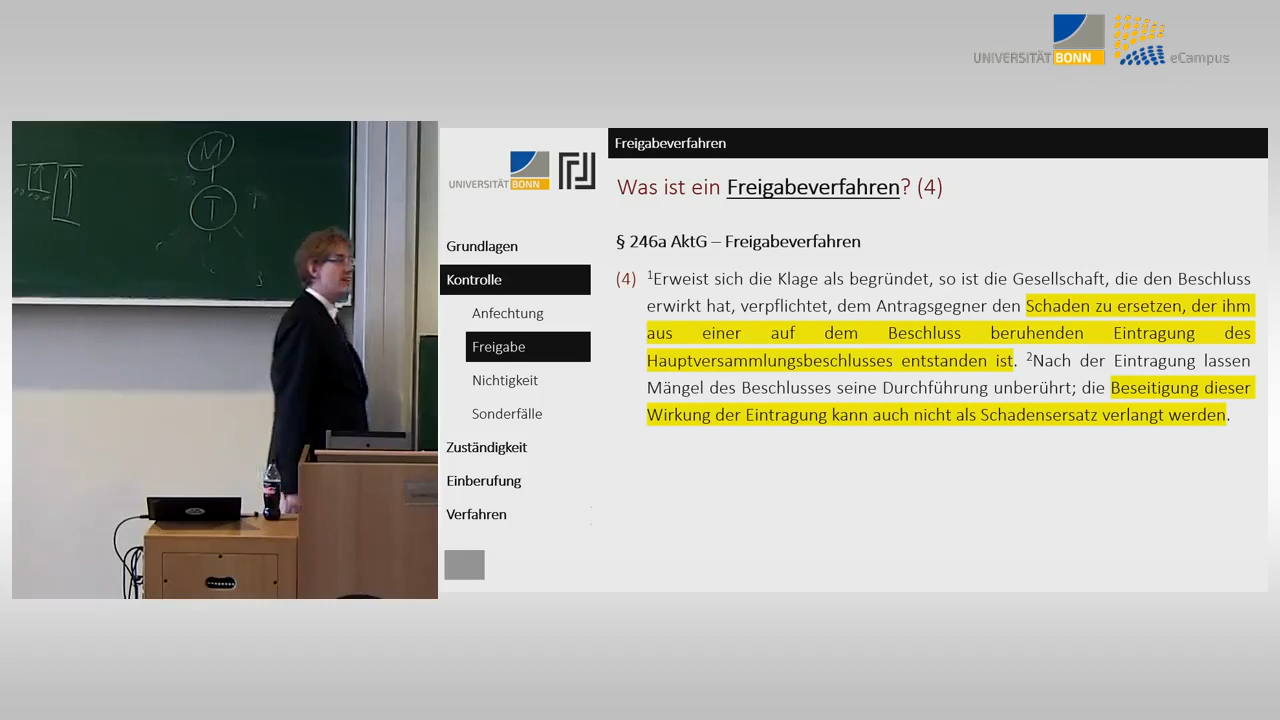 UNIVERSITÄT BONN eCampus
M
T
UNIVERSITÄT BONN
Grundlagen
Kontrolle
Anfechtung
Freigabe
Nichtigkeit
Sonderfälle
Zuständigkeit
Einberufung
Verfahren
Freigabeverfahren
Was ist ein Freigabeverfahren? (4)
§ 246a AktG – Freigabeverfahren
(4) ¹Erweist sich die Klage als begründet, so ist die Gesellschaft, die den Beschluss
erwirkt hat, verpflichtet, dem Antragsgegner den Schaden zu ersetzen, der ihm
aus einer auf dem Beschluss beruhenden Eintragung des
Hauptversammlungsbeschlusses entstanden ist. ²Nach der Eintragung lassen
Mängel des Beschlusses seine Durchführung unberührt; die Beseitigung dieser
Wirkung der Eintragung kann auch nicht als Schadensersatz verlangt werden.